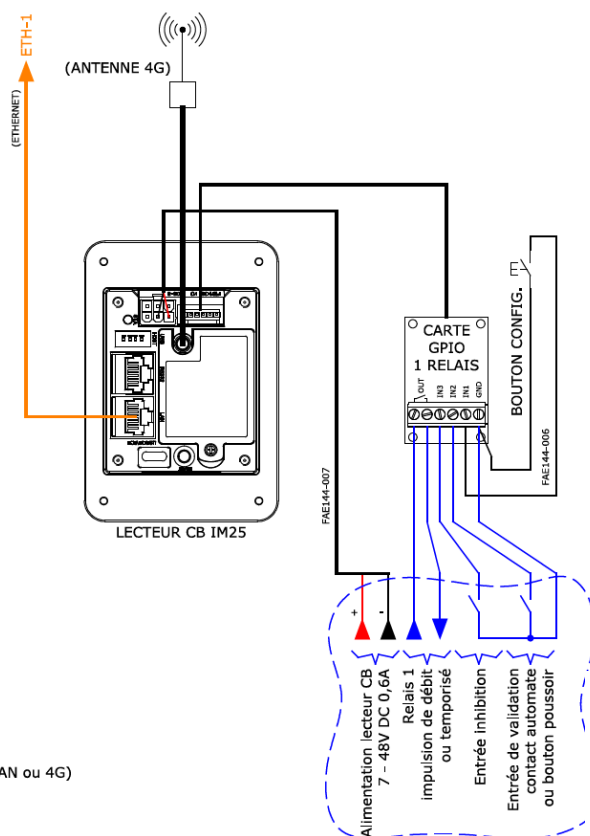 ETH-1
(ETHERNET)
(ANTENNE 4G)
CARTE
GPIO
1 RELAIS
OUT
IN3
IN2
IN1
GND
BOUTON CONFIG.
FAE144-006
FAE144-007
LAN
LECTEUR CB IM25
+
-
Alimentation lecteur CB
7 - 48V DC 0,6A
Relais 1
impulsion de débit
ou temporisé
Entrée inhibition
Entrée de validation
contact automate
ou bouton poussoir
AN ou 4G)